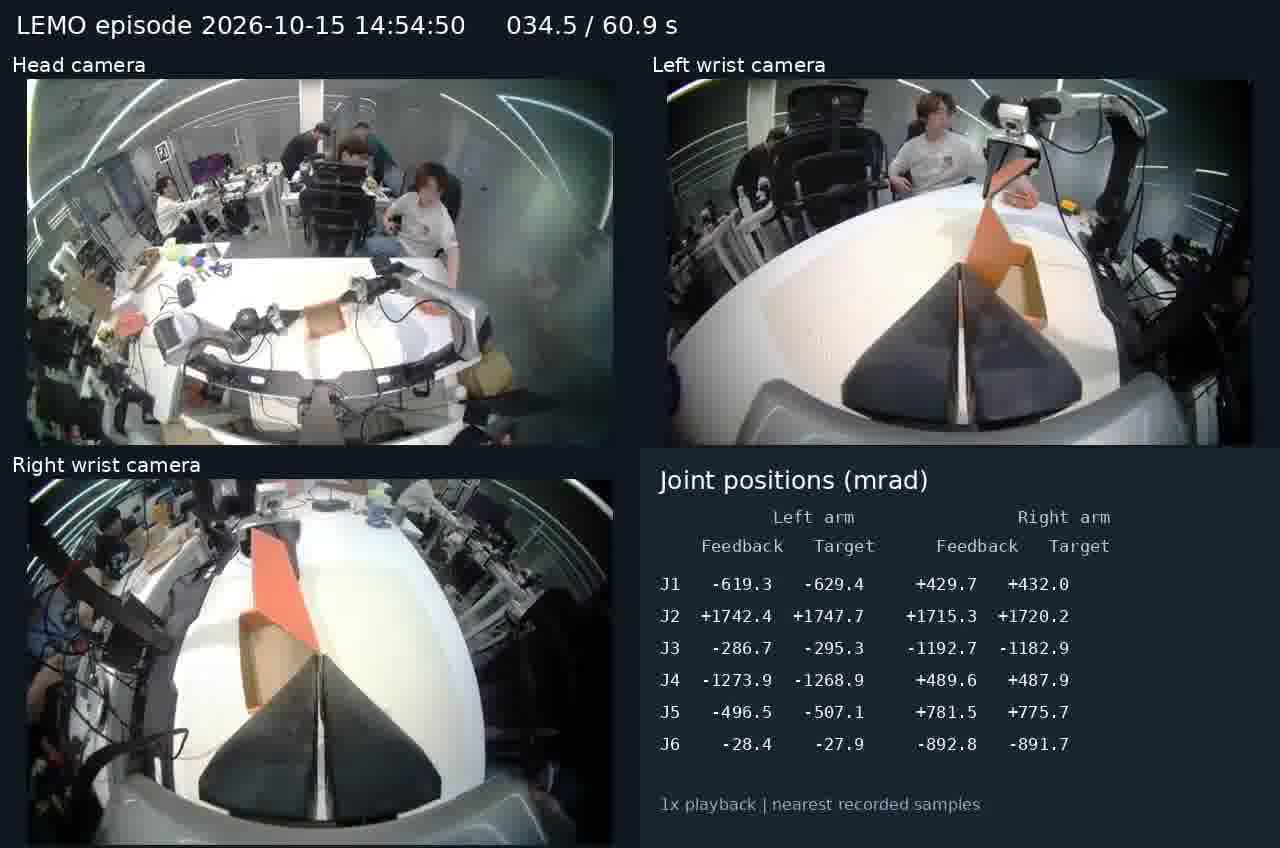 LEMO episode 2026-10-15 14:54:50 034.5 / 60.9 s
Head camera
Left wrist camera
Right wrist camera
Joint positions (mrad)
Left arm Right arm
Feedback Target Feedback Target
J1 -619.3 -629.4 +429.7 +432.0
J2 +1742.4 +1747.7 +1715.3 +1720.2
J3 -286.7 -295.3 -1192.7 -1182.9
J4 -1273.9 -1268.9 +489.6 +487.9
J5 -496.5 -507.1 +781.5 +775.7
J6 -28.4 -27.9 -892.8 -891.7
1x playback | nearest recorded samples